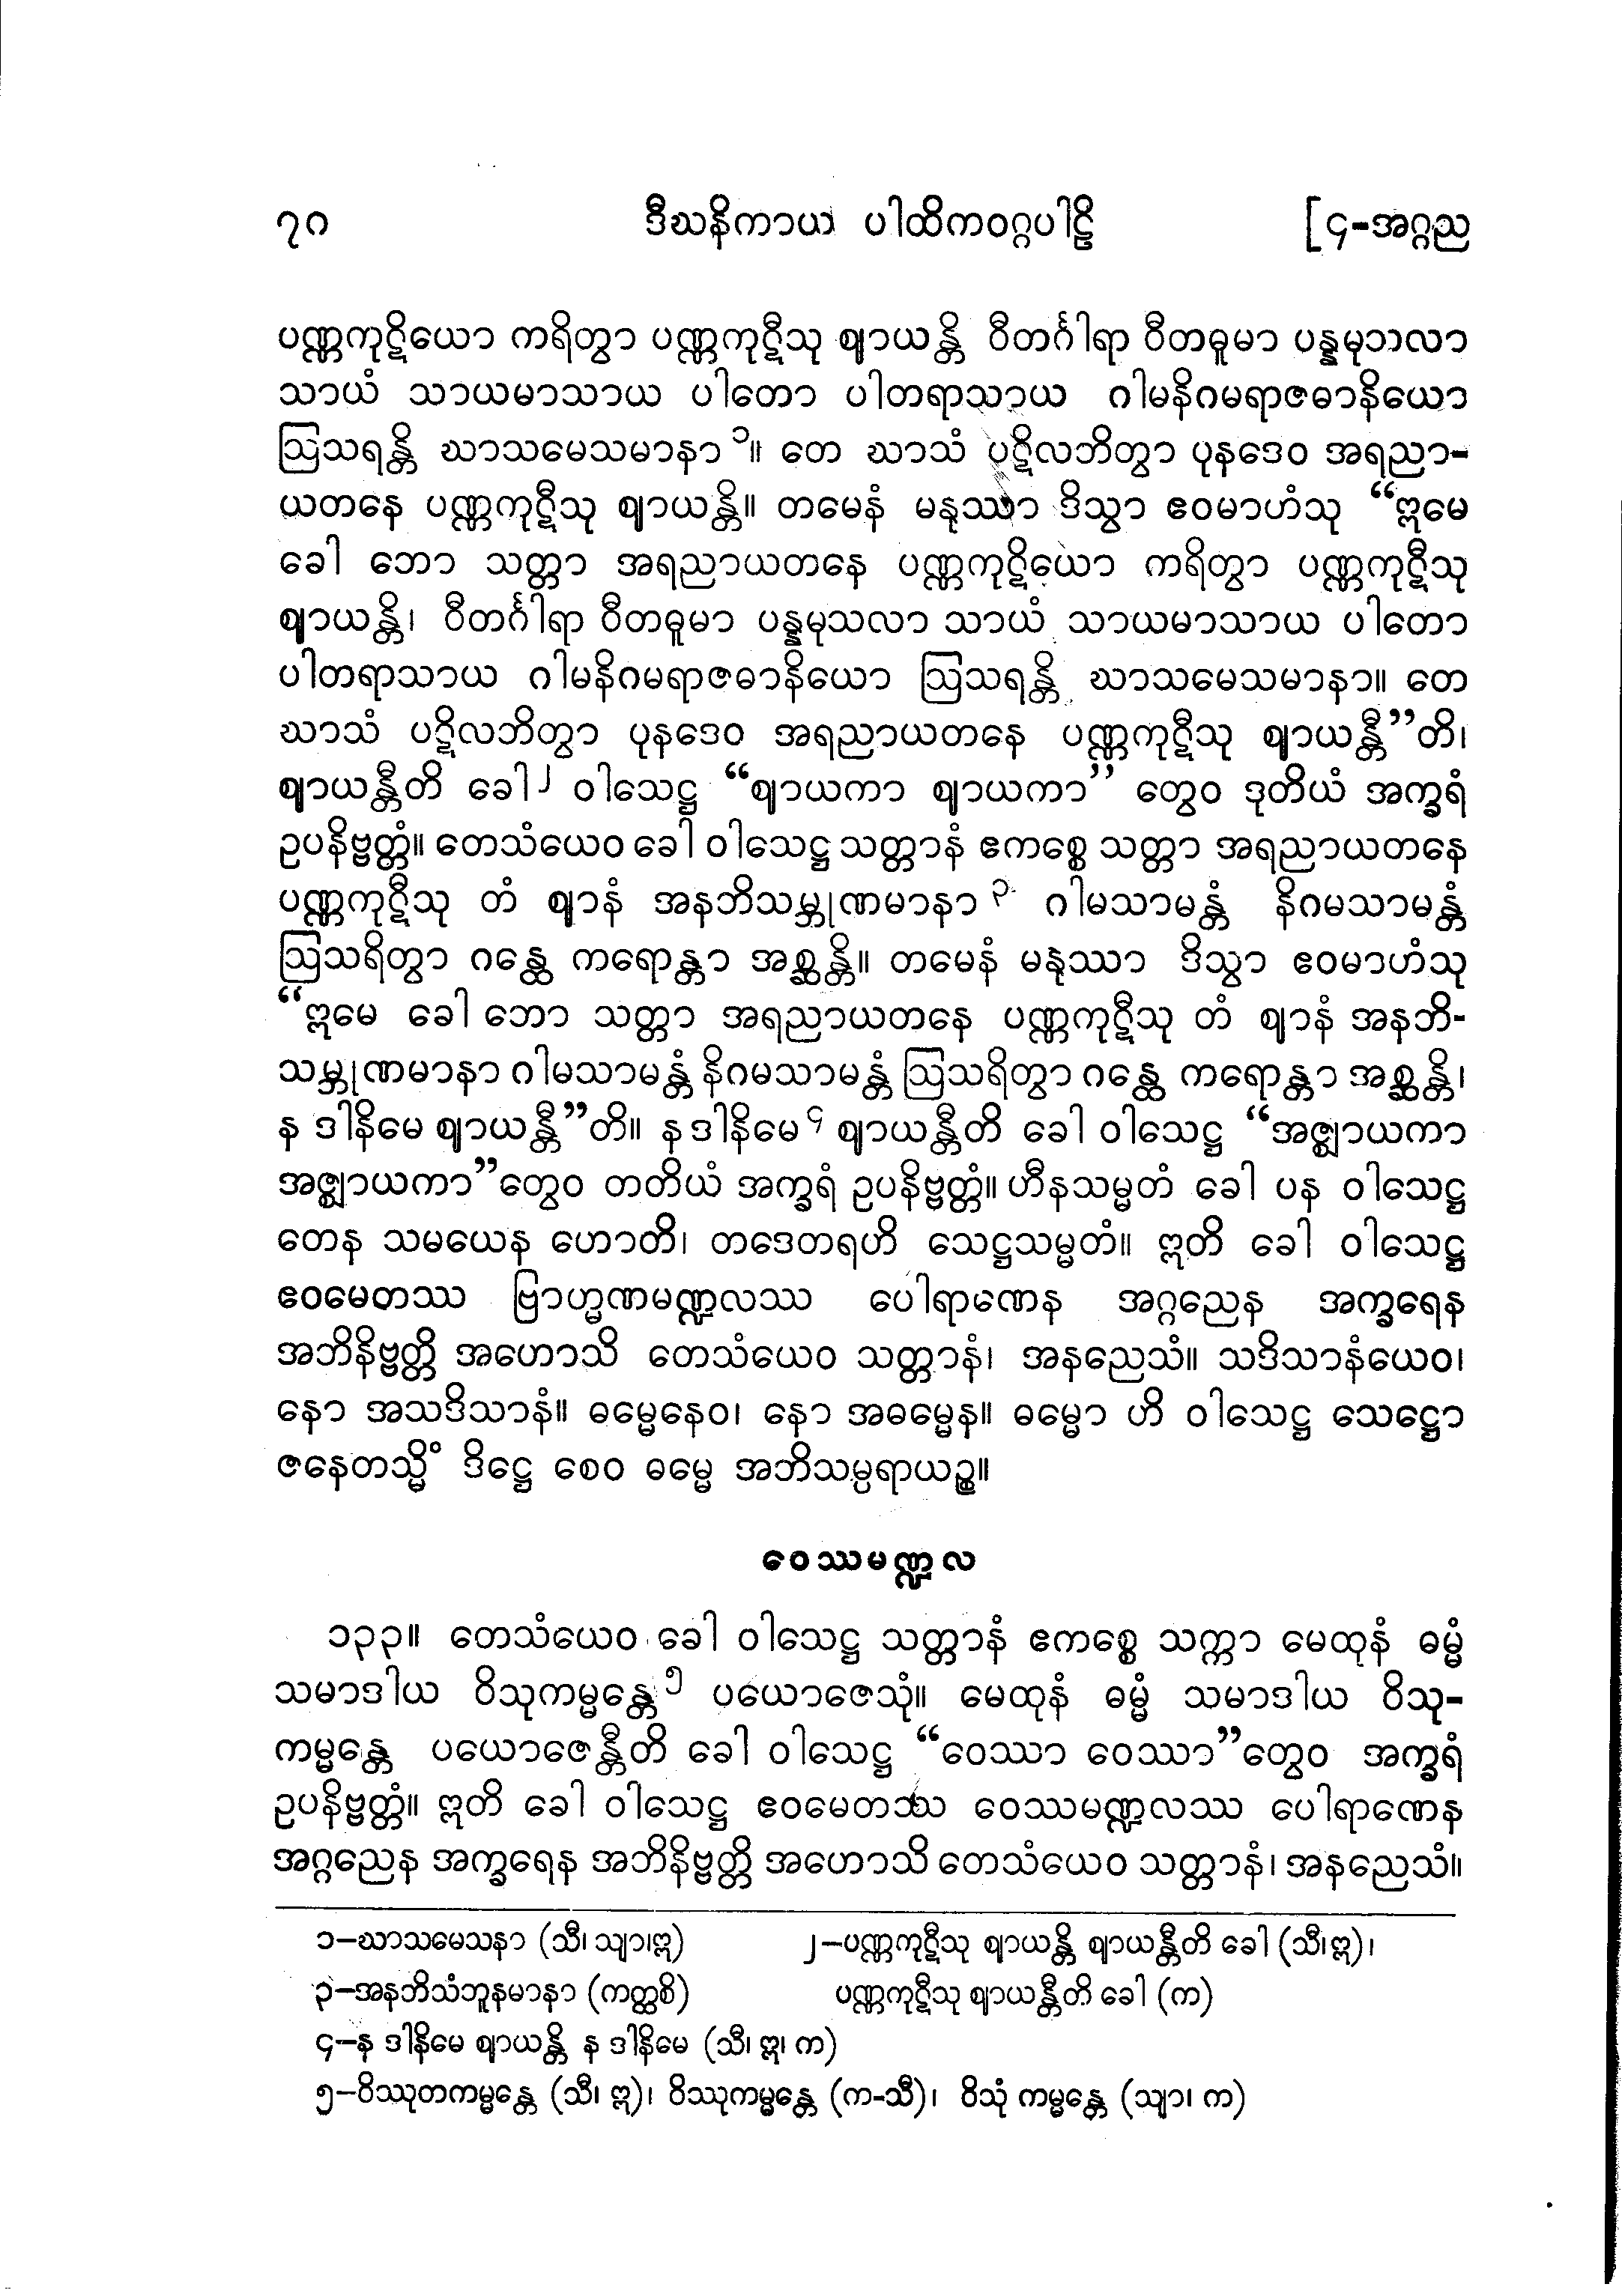 ၇၀ ဒီဃနိကာယ ပါထိကဝဂ္ဂပါဠိ [၄-အဂ္ဂည
ပဏ္ဏကုဋိယော ကရိတွာ ပဏ္ဏကုဋီသု ဈာယန္တိ ဝီတင်္ဂါရာ ဝီတဓူမာ ပန္နမုသလာ
သာယံ သာယမာသာယ ပါတော ပါတရာသာယ ဂါမနိဂမရာဇဓာနိယော
ဩသရန္တိ ဃာသမေသမာနာ ၁။ တေ ဃာသံ ပဋိလဘိတွာ ပုနဒေဝ အရညာ-
ယတနေ ပဏ္ဏကုဋီသု ဈာယန္တိ။ တမေနံ မနုဿာ ဒိသွာ ဧဝမာဟံသု “ဣမေ
ခေါ ဘော သတ္တာ အရညာယတနေ ပဏ္ဏကုဋိယော ကရိတွာ ပဏ္ဏကုဋီသု
ဈာယန္တိ၊ ဝီတင်္ဂါရာ ဝီတဓူမာ ပန္နမုသလာ သာယံ သာယမာသာယ ပါတော
ပါတရာသာယ ဂါမနိဂမရာဇဓာနိယော ဩသရန္တိ ဃာသမေသမာနာ။ တေ
ဃာသံ ပဋိလဘိတွာ ပုနဒေဝ အရညာယတနေ ပဏ္ဏကုဋီသု ဈာယန္တီ”တိ၊
ဈာယန္တီတိ ခေါ ၂ ဝါသေဋ္ဌ “ဈာယကာ ဈာယကာ” တွေဝ ဒုတိယံ အက္ခရံ
ဥပနိဗ္ဗတ္တံ။ တေသံယေဝ ခေါ ဝါသေဋ္ဌ သတ္တာနံ ဧကစ္စေ သတ္တာ အရညာယတနေ
ပဏ္ဏကုဋီသု တံ ဈာနံ အနဘိသမ္ဘုဏမာနာ ၃ ဂါမသာမန္တံ နိဂမသာမန္တံ
ဩသရိတွာ ဂန္ထေ ကရောန္တာ အစ္ဆန္တိ။ တမေနံ မနုဿာ ဒိသွာ ဧဝမာဟံသု
“ဣမေ ခေါ ဘော သတ္တာ အရညာယတနေ ပဏ္ဏကုဋီသု တံ ဈာနံ အနဘိ-
သမ္ဘုဏမာနာ ဂါမသာမန္တံ နိဂမသာမန္တံ ဩသရိတွာ ဂန္ထေ ကရောန္တာ အစ္ဆန္တိ၊
န ဒါနိမေ ဈာယန္တီ”တိ။ န ဒါနိမေ ၄ ဈာယန္တီတိ ခေါ ဝါသေဋ္ဌ “အဇ္ဈာယကာ
အဇ္ဈာယကာ”တွေဝ တတိယံ အက္ခရံ ဥပနိဗ္ဗတ္တံ။ ဟီနသမ္မတံ ခေါ ပန ဝါသေဋ္ဌ
တေန သမယေန ဟောတိ၊ တဒေတရဟိ သေဋ္ဌသမ္မတံ။ ဣတိ ခေါ ဝါသေဋ္ဌ
ဧဝမေတဿ ဗြာဟ္မဏမဏ္ဍလဿ ပေါရာဏေန အဂ္ဂညေန အက္ခရေန
အဘိနိဗ္ဗတ္တိ အဟောသိ တေသံယေဝ သတ္တာနံ၊ အနညေသံ။ သဒိသာနံယေဝ၊
နော အသဒိသာနံ။ ဓမ္မေနေဝ၊ နော အဓမ္မေန။ ဓမ္မော ဟိ ဝါသေဋ္ဌ သေဋ္ဌော
ဇနေတသ္မိံ ဒိဋ္ဌေ စေဝ ဓမ္မေ အဘိသမ္ပရာယဉ္စ။
ဝေဿမဏ္ဍလ
၁၃၃။ တေသံယေဝ ခေါ ဝါသေဋ္ဌ သတ္တာနံ ဧကစ္စေ သက္ကာ မေထုနံ ဓမ္မံ
သမာဒါယ ဝိသုကမ္မန္တေ ၅ ပယောဇေသုံ။ မေထုနံ ဓမ္မံ သမာဒါယ ဝိသု-
ကမ္မန္တေ ပယောဇေန္တီတိ ခေါ ဝါသေဋ္ဌ “ဝေဿာ ဝေဿာ”တွေဝ အက္ခရံ
ဥပနိဗ္ဗတ္တံ။ ဣတိ ခေါ ဝါသေဋ္ဌ ဧဝမေတဿ ဝေဿမဏ္ဍလဿ ပေါရာဏေန
အဂ္ဂညေန အက္ခရေန အဘိနိဗ္ဗတ္တိ အဟောသိ တေသံယေဝ သတ္တာနံ၊ အနညေသံ။
၁–ဃာသမေသနာ (သီ၊ သျာ၊ဣ) ၂–ပဏ္ဏကုဋီသု ဈာယန္တိ ဈာယန္တီတိ ခေါ (သီ၊ဣ)၊
၃–အနဘိသံဘူနမာနာ (ကတ္ထစိ) ပဏ္ဏကုဋီသု ဈာယန္တီတိ ခေါ (က)
၄–န ဒါနိမေ ဈာယန္တိ န ဒါနိမေ (သီ၊ ဣ၊ က)
၅–ဝိဿုတကမ္မန္တေ (သီ၊ ဣ)၊ ဝိဿုကမ္မန္တေ (က-သီ)၊ ဝိသုံ ကမ္မန္တေ (သျာ၊ က)